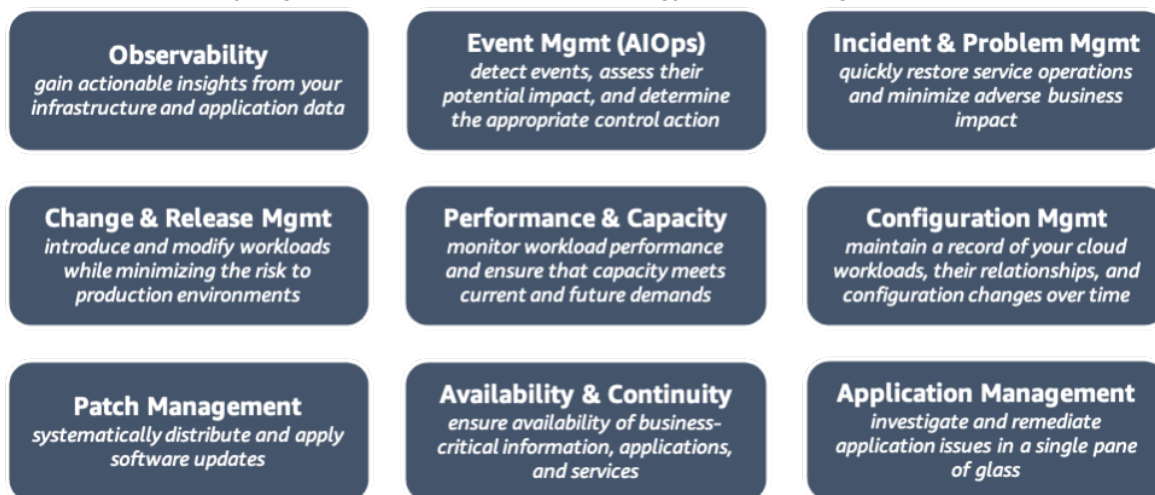 Observability
gain actionable insights from your
infrastructure and application data
Event Mgmt (AIOps)
detect events, assess their
potential impact, and determine
the appropriate control action
Incident & Problem Mgmt
quickly restore service operations
and minimize adverse business
impact
Change & Release Mgmt
introduce and modify workloads
while minimizing the risk to
production environments
Performance & Capacity
monitor workload performance
and ensure that capacity meets
current and future demands
Configuration Mgmt
maintain a record of your cloud
workloads, their relationships, and
configuration changes over time
Patch Management
systematically distribute and apply
software updates
Availability & Continuity
ensure availability of business-
critical information, applications,
and services
Application Management
investigate and remediate
application issues in a single pane
of glass